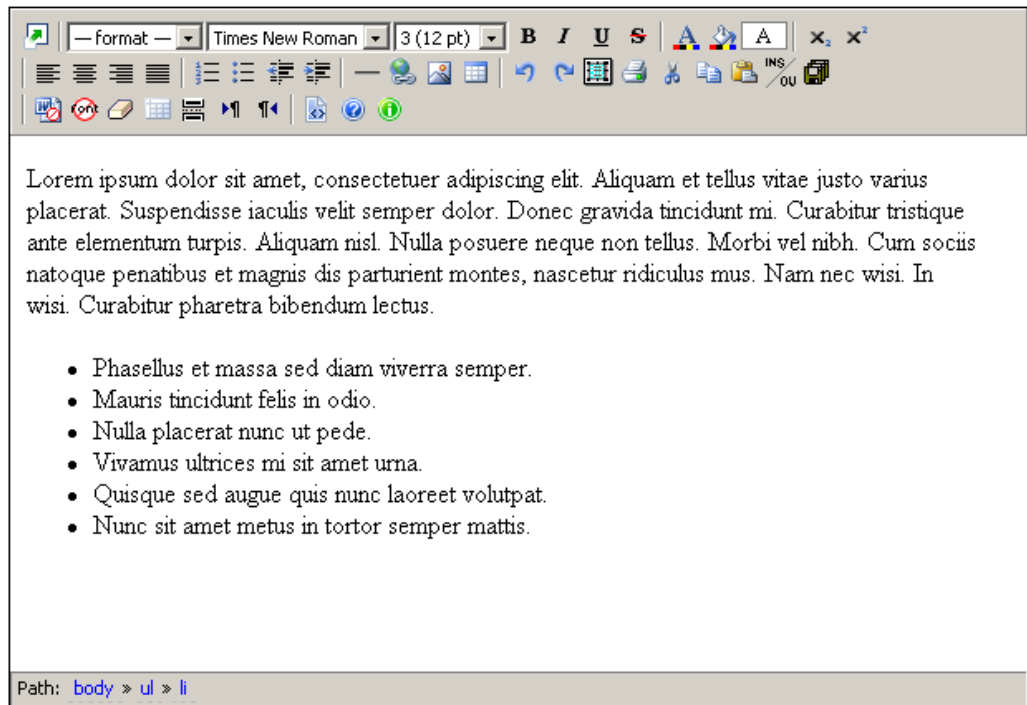 — format — Times New Roman 3 (12 pt) B I U S A A x₂ x²
INS/OU
font
Lorem ipsum dolor sit amet, consectetuer adipiscing elit. Aliquam et tellus vitae justo varius
placerat. Suspendisse iaculis velit semper dolor. Donec gravida tincidunt mi. Curabitur tristique
ante elementum turpis. Aliquam nisl. Nulla posuere neque non tellus. Morbi vel nibh. Cum sociis
natoque penatibus et magnis dis parturient montes, nascetur ridiculus mus. Nam nec wisi. In
wisi. Curabitur pharetra bibendum lectus.
• Phasellus et massa sed diam viverra semper.
• Mauris tincidunt felis in odio.
• Nulla placerat nunc ut pede.
• Vivamus ultrices mi sit amet urna.
• Quisque sed augue quis nunc laoreet volutpat.
• Nunc sit amet metus in tortor semper mattis.
Path: body » ul » li